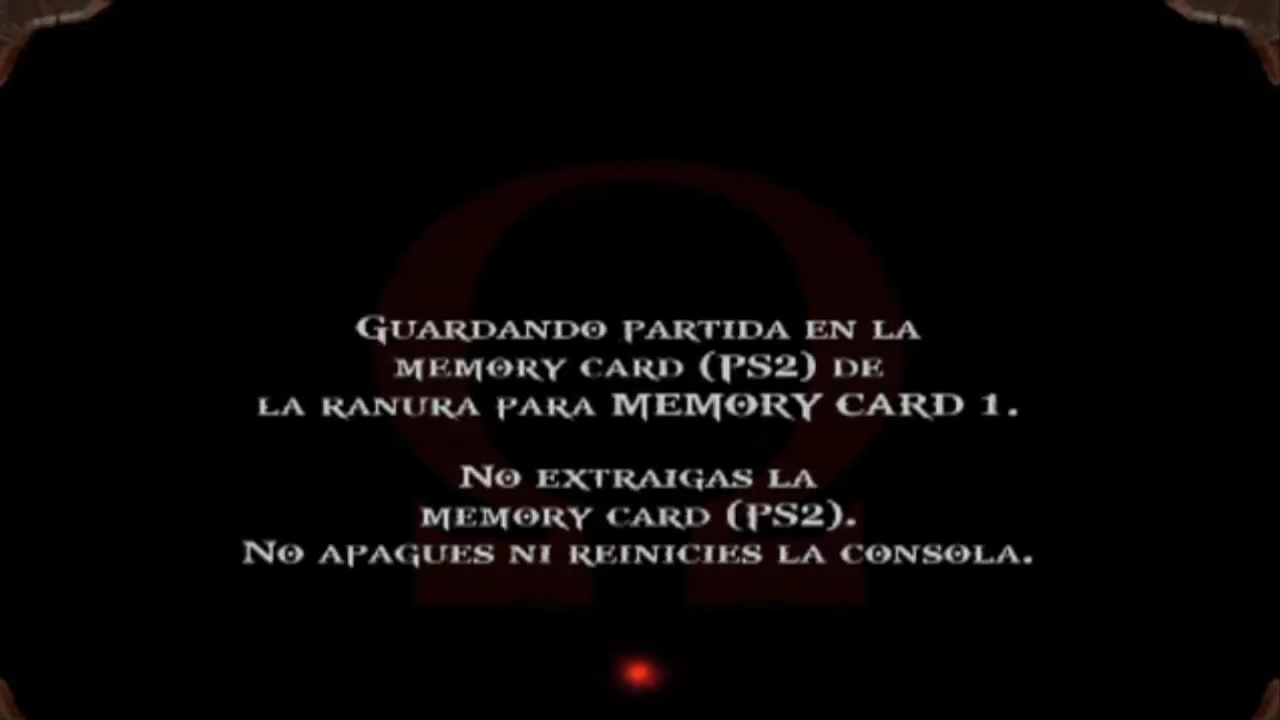 Guardando partida en la
memory card (PS2) de
la ranura para MEMORY CARD 1.
No extraigas la
memory card (PS2).
No apagues ni reinicies la consola.